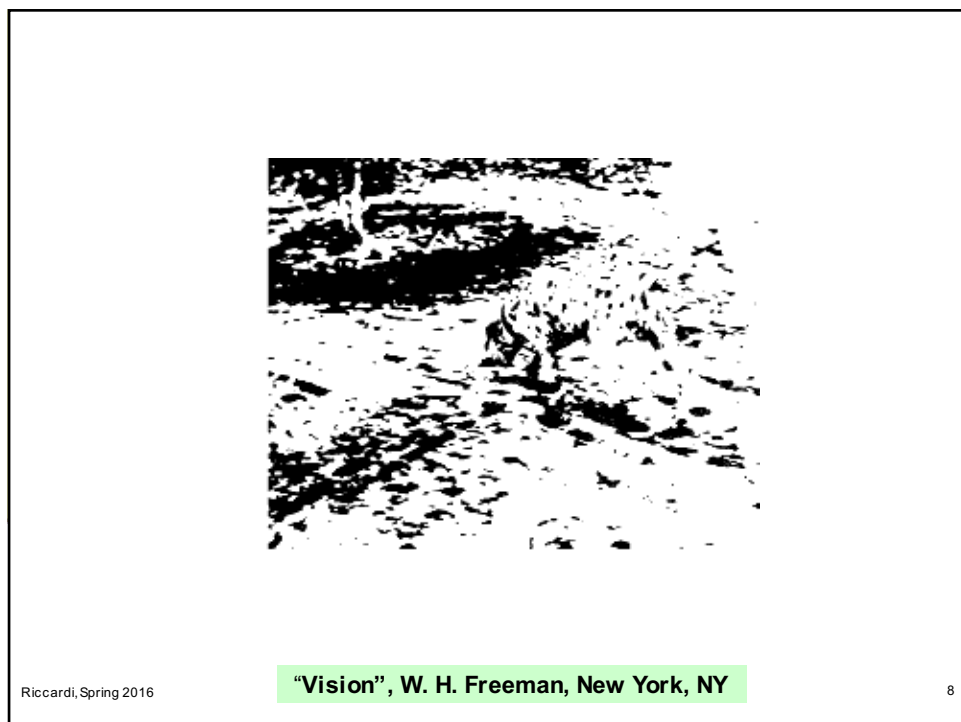 “Vision”, W. H. Freeman, New York, NY
Riccardi, Spring 2016
8